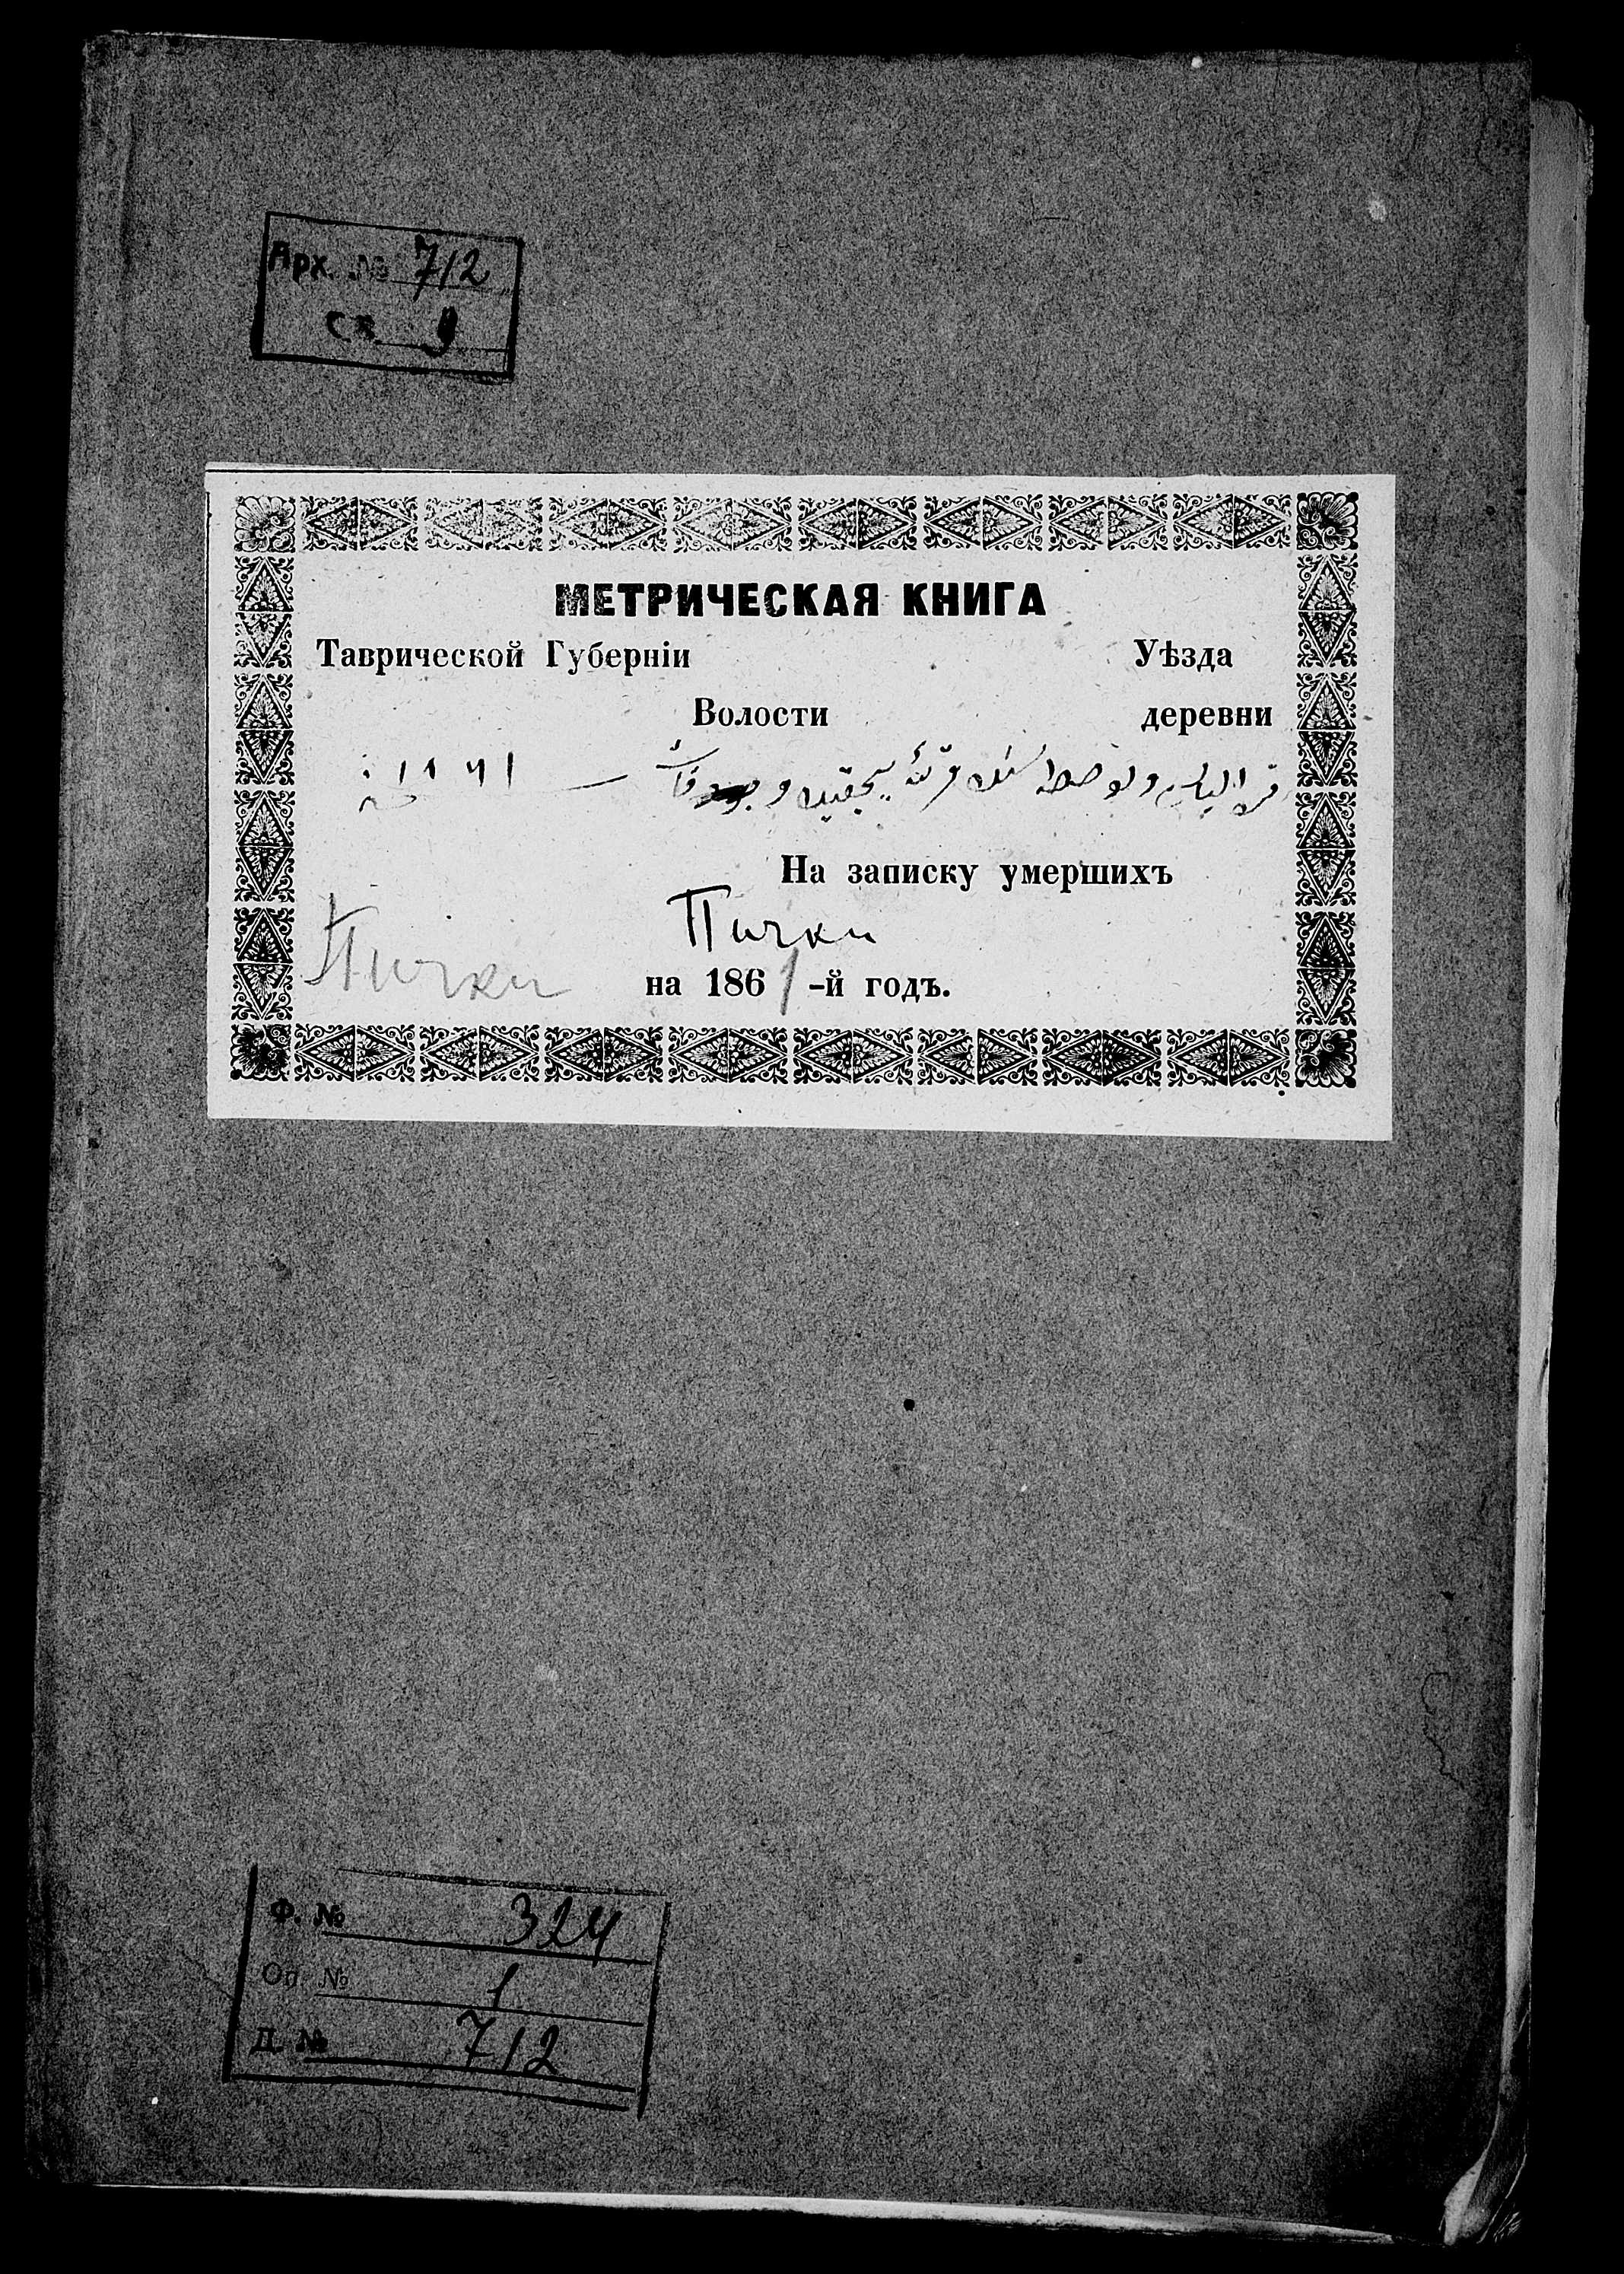 Арх. № 712
св. 9
МЕТРИЧЕСКАЯ КНИГА
Таврической Губерніи Уѣзда
Волости деревни
١٨٦١
На записку умершихъ
Пички
Пички
на 1861-й годъ.
Ф. № 324
Оп. № 1
Д. № 712